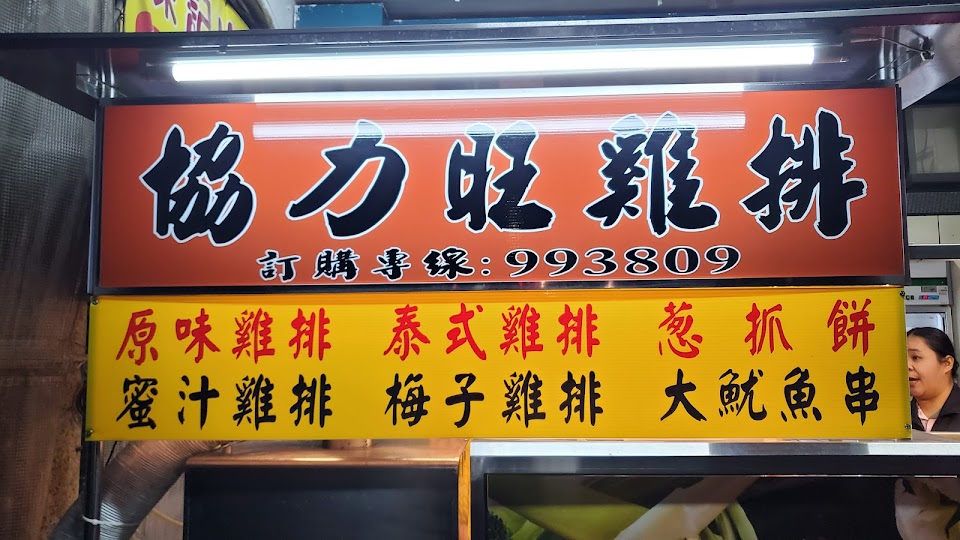 協力旺雞排
訂購專線:993809
原味雞排 泰式雞排 葱抓餅
蜜汁雞排 梅子雞排 大魷魚串